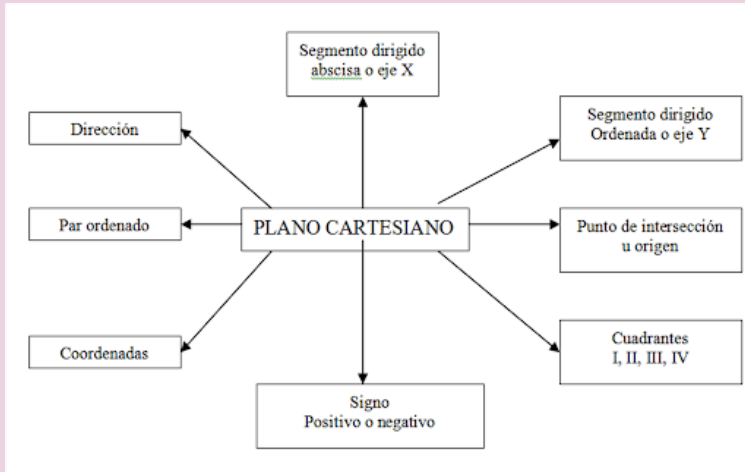 Segmento dirigido
abscisa o eje X
Segmento dirigido
Ordenada o eje Y
Dirección
Par ordenado
PLANO CARTESIANO
Punto de intersección
u origen
Coordenadas
Cuadrantes
I, II, III, IV
Signo
Positivo o negativo